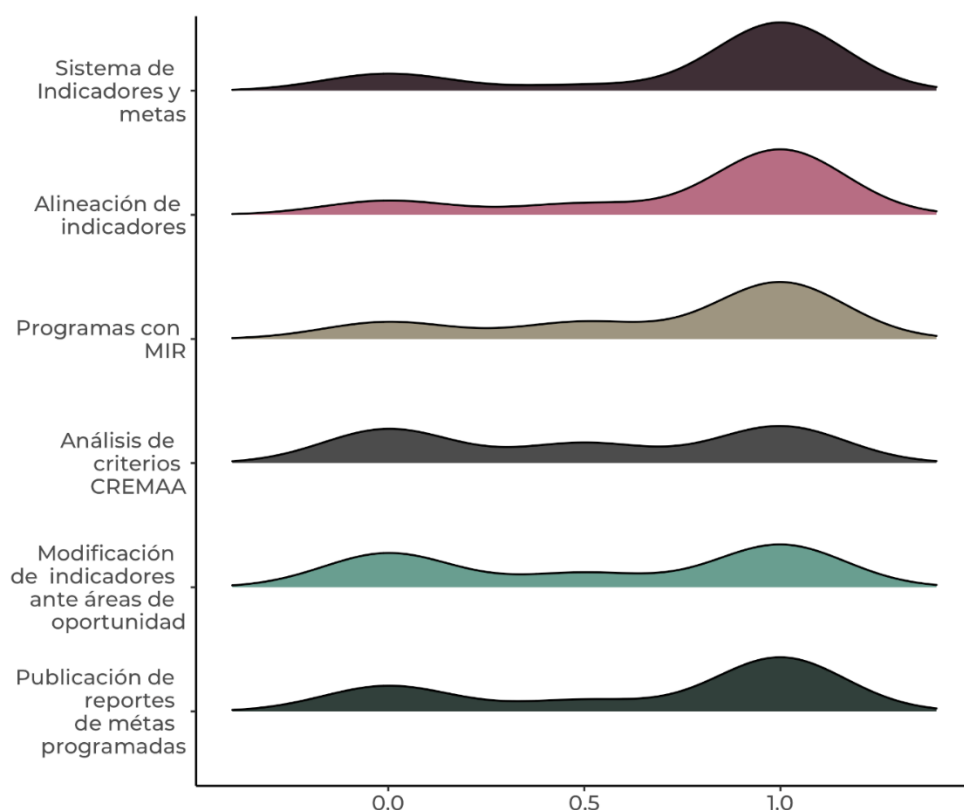 Sistema de
Indicadores y
metas
Alineación de
indicadores
Programas con
MIR
Análisis de
criterios
CREMAA
Modificación
de indicadores
ante áreas de
oportunidad
Publicación de
reportes
de métas
programadas
0.0 0.5 1.0